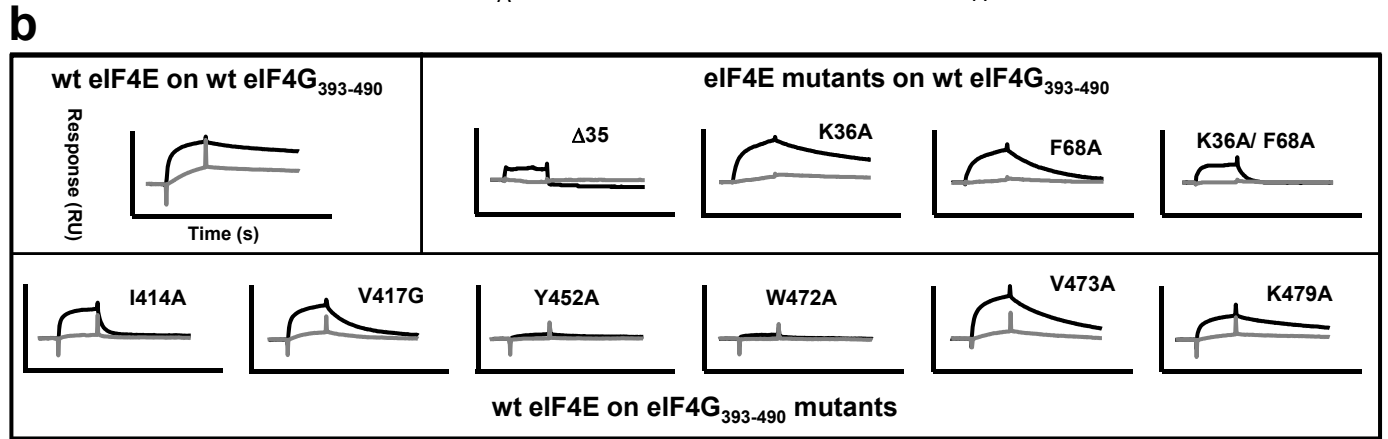 b
wt eIF4E on wt eIF4G393-490
eIF4E mutants on wt eIF4G393-490
Response (RU)
Time (s)
Δ35
K36A
F68A
K36A/ F68A
I414A
V417G
Y452A
W472A
V473A
K479A
wt eIF4E on eIF4G393-490 mutants